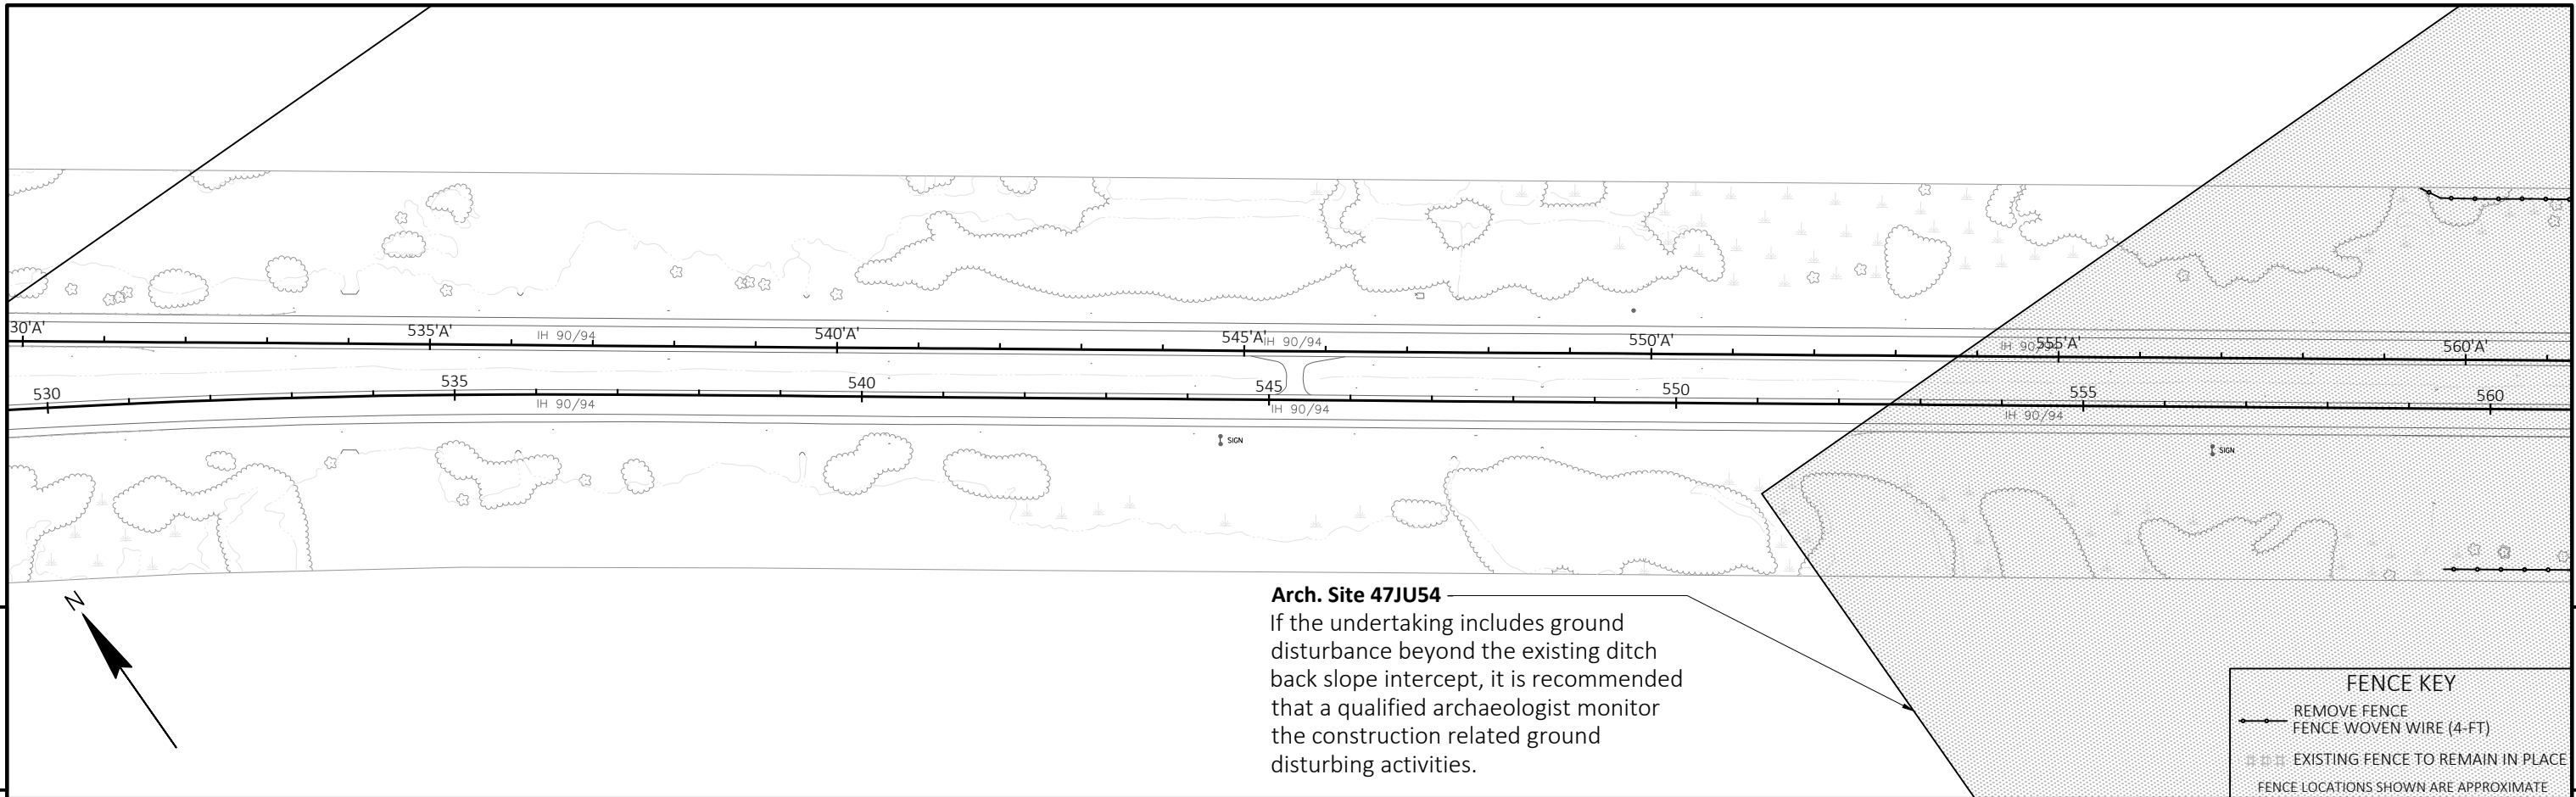 30'A'
535'A'
IH 90/94
540'A'
545'A'
IH 90/94
550'A'
IH 90/94
555'A'
560'A'
530
535
IH 90/94
540
545
IH 90/94
550
555
IH 90/94
560
SIGN
SIGN
N
Arch. Site 47JU54
If the undertaking includes ground
disturbance beyond the existing ditch
back slope intercept, it is recommended
that a qualified archaeologist monitor
the construction related ground
disturbing activities.
FENCE KEY
REMOVE FENCE
FENCE WOVEN WIRE (4-FT)
EXISTING FENCE TO REMAIN IN PLACE
FENCE LOCATIONS SHOWN ARE APPROXIMATE